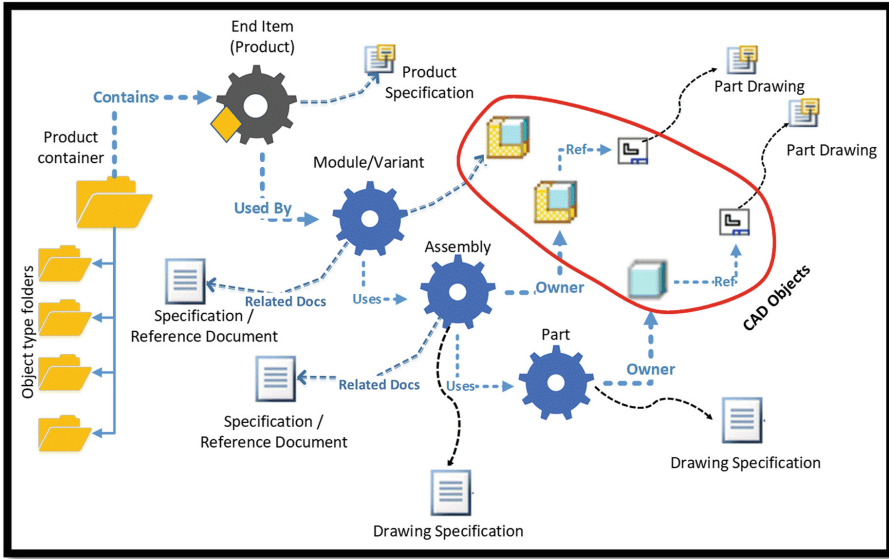 End Item
(Product)
Contains
Product
Specification
Part Drawing
Product
container
Module/Variant
Ref
Part Drawing
Used By
Assembly
Object type folders
Related Docs
Uses
Owner
Ref
CAD Objects
Specification /
Reference Document
Part
Related Docs
Uses
Owner
Specification /
Reference Document
Drawing Specification
Drawing Specification